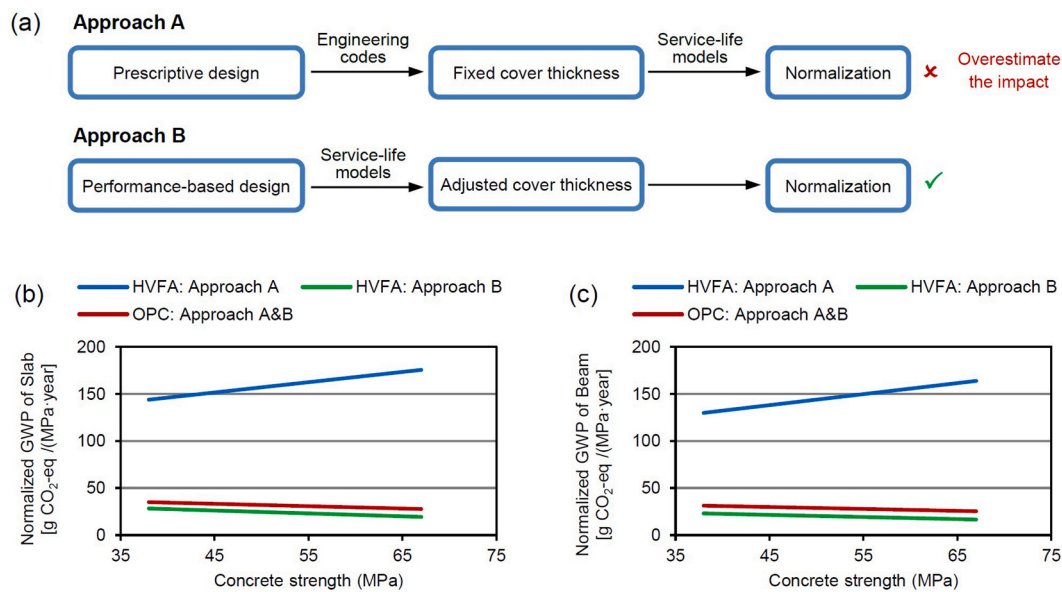 (a)
Approach A
Prescriptive design
Engineering
codes
Fixed cover thickness
Service-life
models
Normalization
✘
Overestimate
the impact
Approach B
Performance-based design
Service-life
models
Adjusted cover thickness
Normalization
✓
(b)
HVFA: Approach A
HVFA: Approach B
OPC: Approach A&B
Normalized GWP of Slab
[g CO₂-eq /(MPa·year]
200
150
100
50
0
35
45
55
65
75
Concrete strength (MPa)
(c)
HVFA: Approach A
HVFA: Approach B
OPC: Approach A&B
Normalized GWP of Beam
[g CO₂-eq /(MPa·year]
200
150
100
50
0
35
45
55
65
75
Concrete strength (MPa)